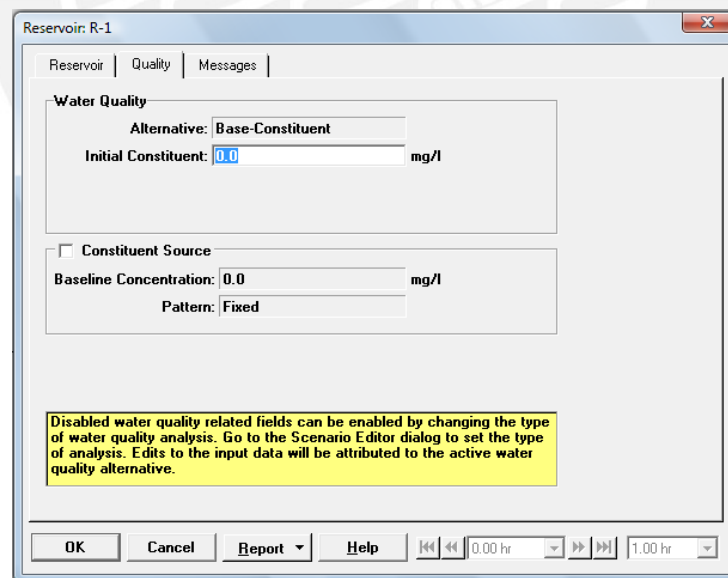 Reservoir: R-1
Reservoir Quality Messages
Water Quality
Alternative: Base-Constituent
Initial Constituent: 0.0 mg/l
Constituent Source
Baseline Concentration: 0.0 mg/l
Pattern: Fixed
Disabled water quality related fields can be enabled by changing the type
of water quality analysis. Go to the Scenario Editor dialog to set the type
of analysis. Edits to the input data will be attributed to the active water
quality alternative.
OK Cancel Report Help 0.00 hr 1.00 hr